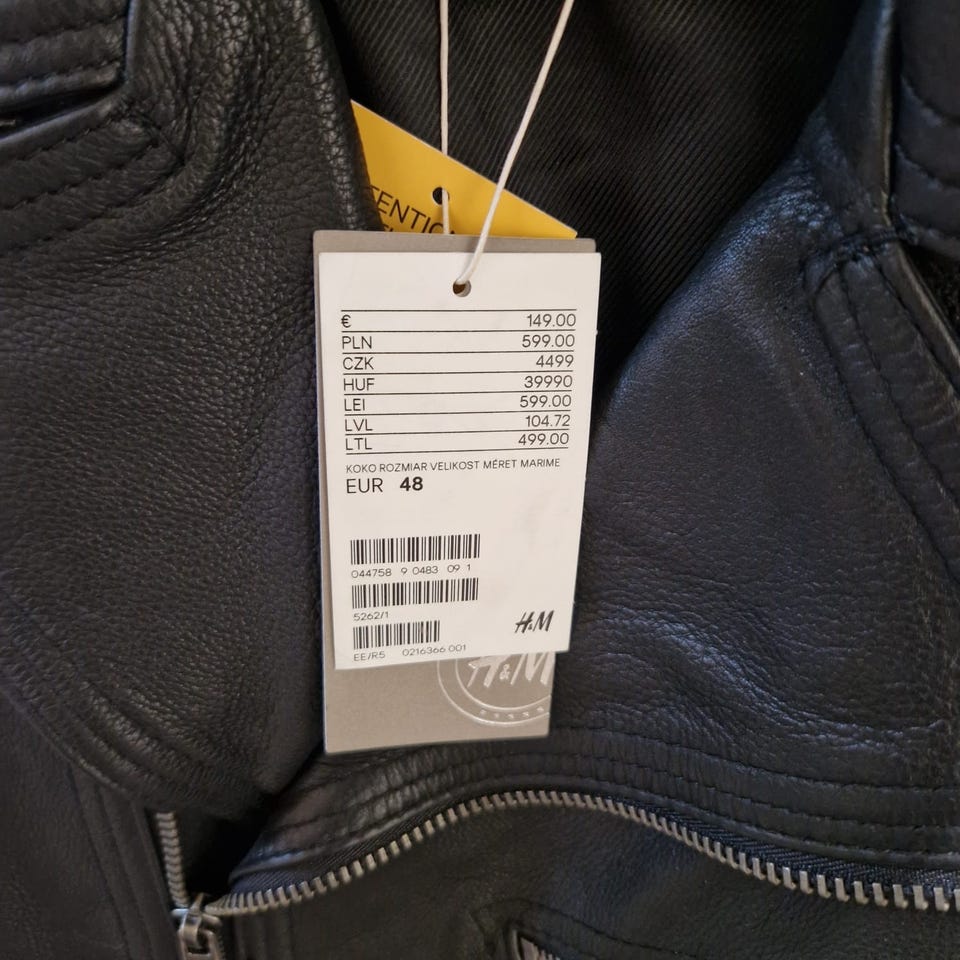 TENTION
€ 149.00
PLN 599.00
CZK 4499
HUF 39990
LEI 599.00
LVL 104.72
LTL 499.00
KOKO ROZMIAR VELIKOST MÉRET MARIME
EUR 48
044758 9 0483 09 1
5262/1
H&M
EE/R5 0216366 001
H&M